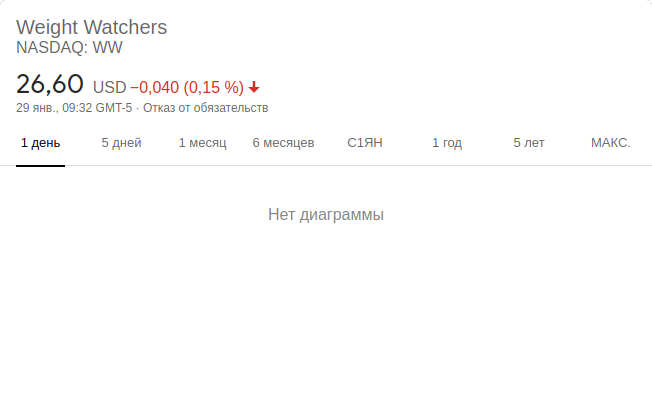 Weight Watchers
NASDAQ: WW
26,60 USD −0,040 (0,15 %)
29 янв., 09:32 GMT-5 · Отказ от обязательств
1 день 5 дней 1 месяц 6 месяцев С1ЯН 1 год 5 лет МАКС.
Нет диаграммы